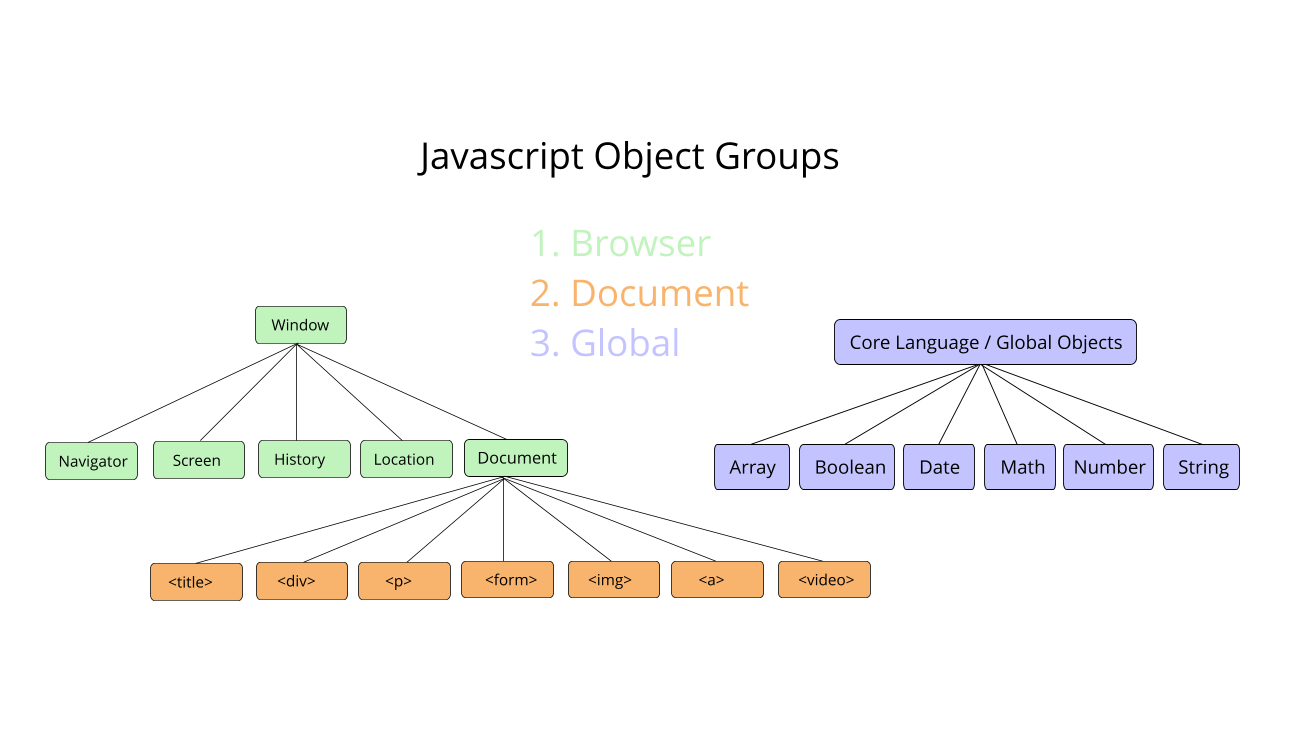 Javascript Object Groups
1. Browser
2. Document
3. Global
Window
Navigator
Screen
History
Location
Document
<title>
<div>
<p>
<form>
<img>
<a>
<video>
Core Language / Global Objects
Array
Boolean
Date
Math
Number
String